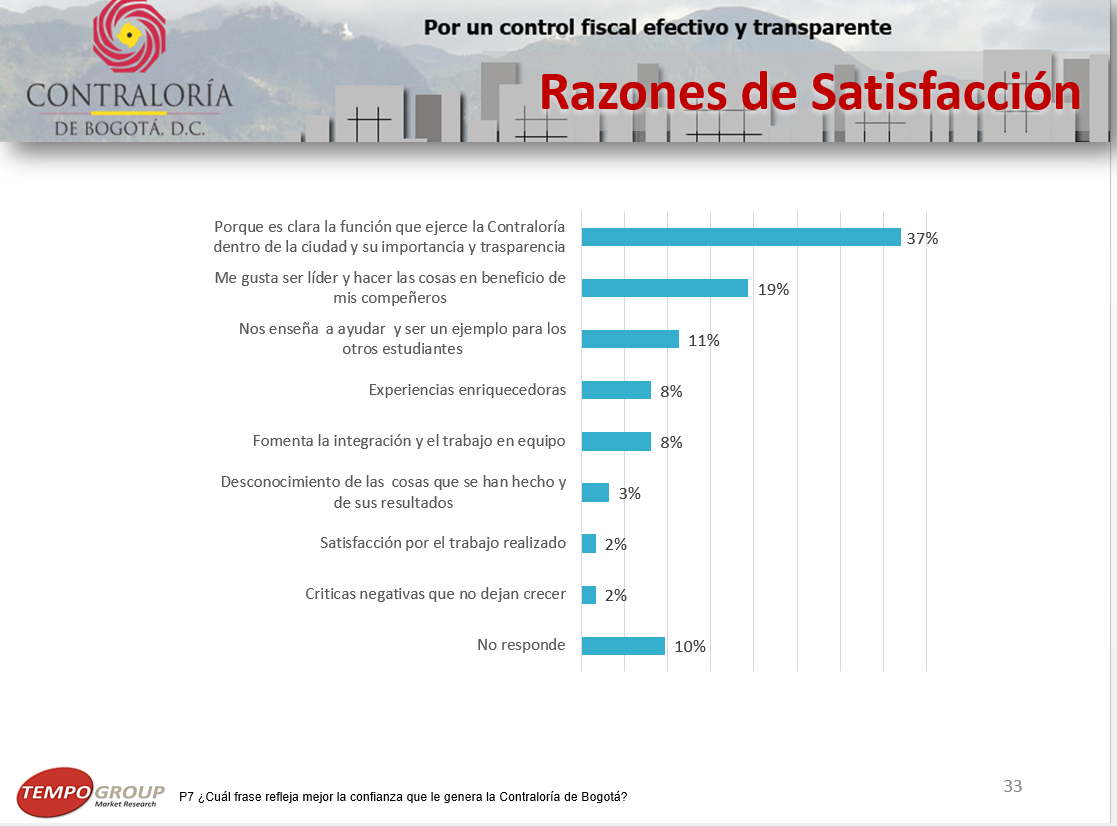 Por un control fiscal efectivo y transparente
CONTRALORÍA
DE BOGOTÁ, D.C.
Razones de Satisfacción
Porque es clara la función que ejerce la Contraloría
dentro de la ciudad y su importancia y trasparencia
37%
Me gusta ser líder y hacer las cosas en beneficio de
mis compeñeros
19%
Nos enseña a ayudar y ser un ejemplo para los
otros estudiantes
11%
Experiencias enriquecedoras
8%
Fomenta la integración y el trabajo en equipo
8%
Desconocimiento de las cosas que se han hecho y
de sus resultados
3%
Satisfacción por el trabajo realizado
2%
Criticas negativas que no dejan crecer
2%
No responde
10%
TEMPO GROUP
Market Research
P7 ¿Cuál frase refleja mejor la confianza que le genera la Contraloría de Bogotá?
33